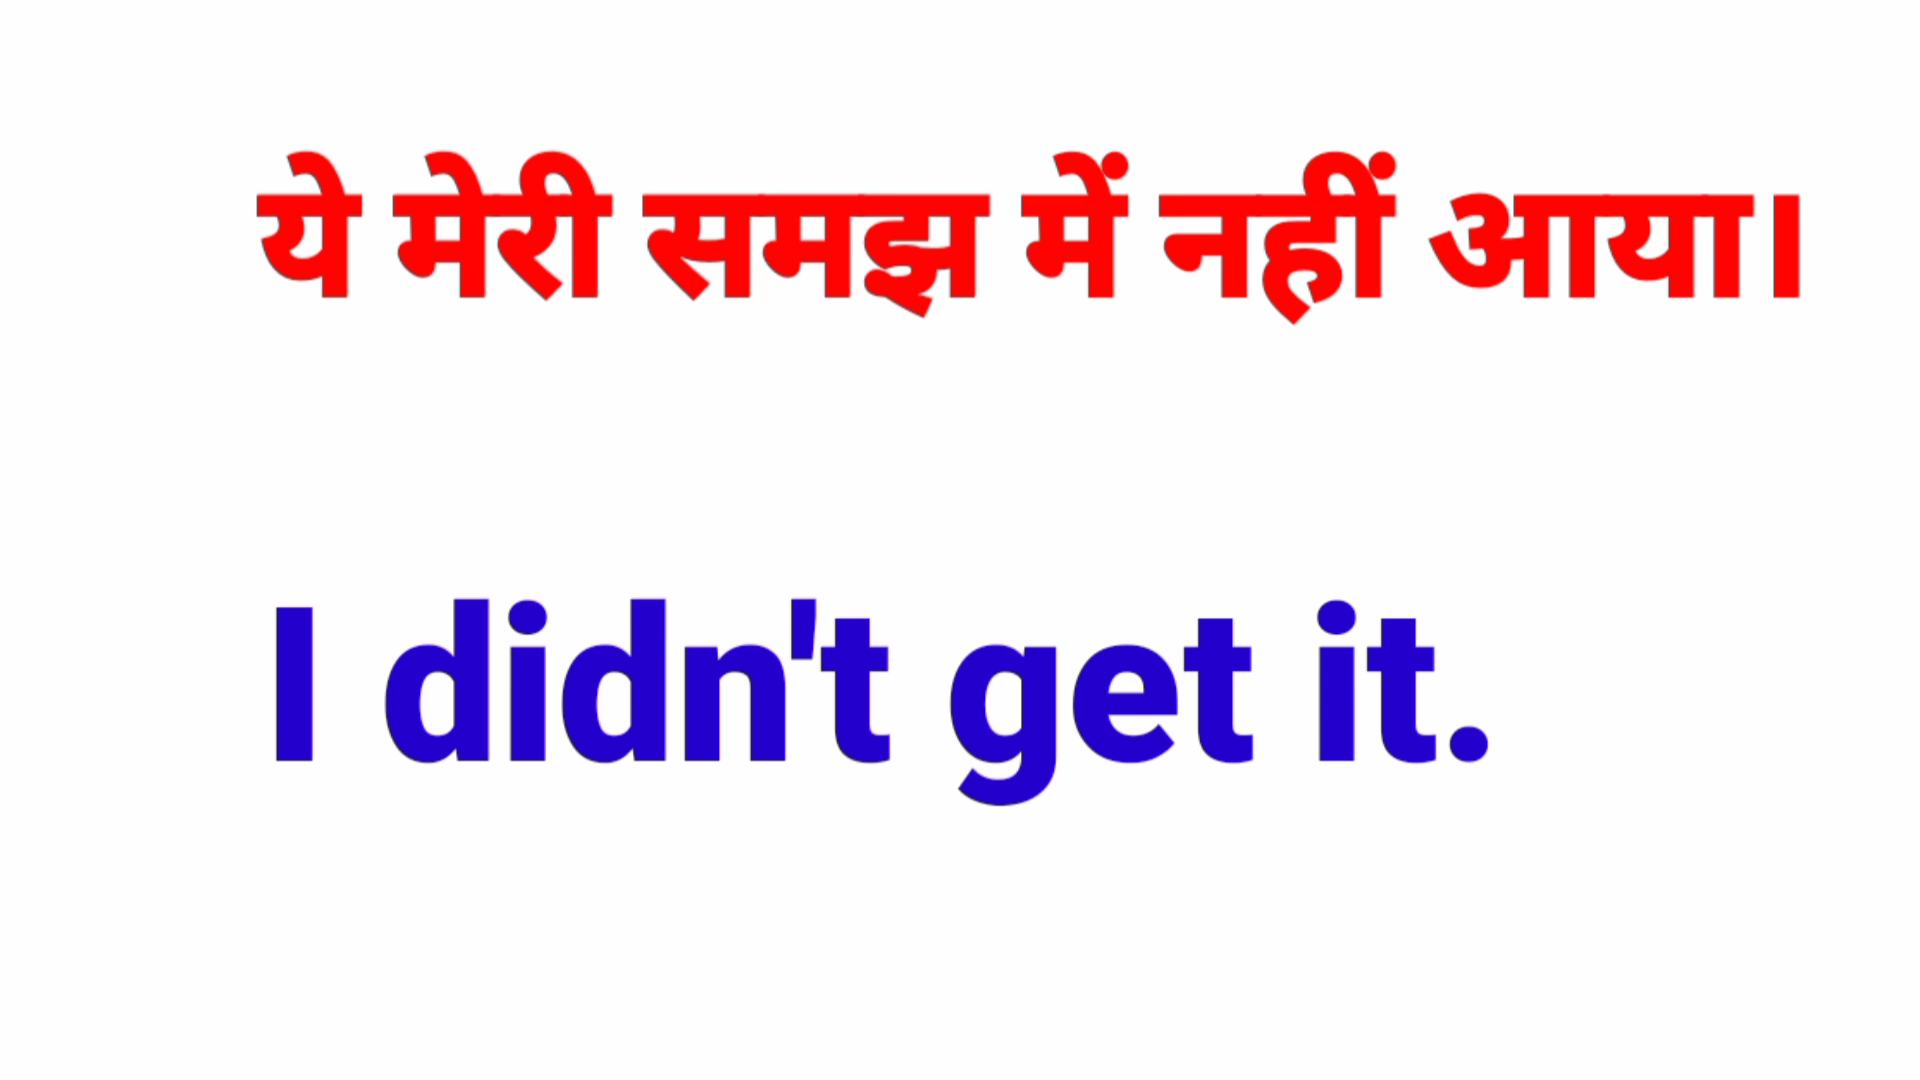 ये मेरी समझ में नहीं आया।
I didn't get it.